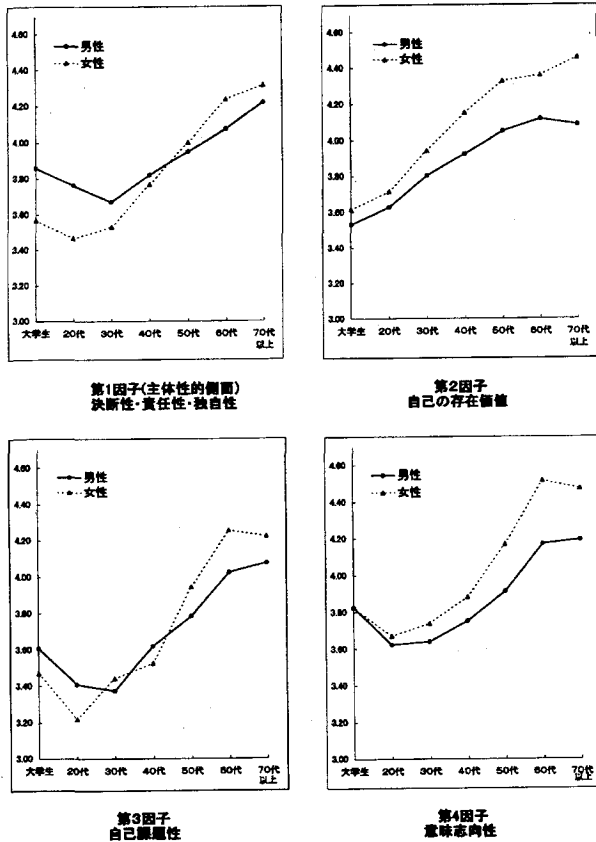 4.60
4.20
3.80
3.60
3.40
3.00
男性
女性
大学生 20代 30代 40代 50代 60代 70代
以上
第1因子(主体性的側面)
決断性・責任性・独自性
4.60
4.40
4.20
4.00
3.80
3.60
3.40
3.20
3.00
男性
女性
大学生 20代 30代 40代 50代 60代 70代
以上
第2因子
自己の存在価値
4.60
4.20
4.00
3.80
3.60
3.40
3.20
3.00
男性
女性
大学生 20代 30代 40代 50代 60代 70代
以上
第3因子
自己課題性
4.60
4.40
4.20
4.00
3.80
3.60
3.40
3.20
3.00
男性
女性
大学生 20代 30代 40代 50代 60代 70代
以上
第4因子
意味志向性